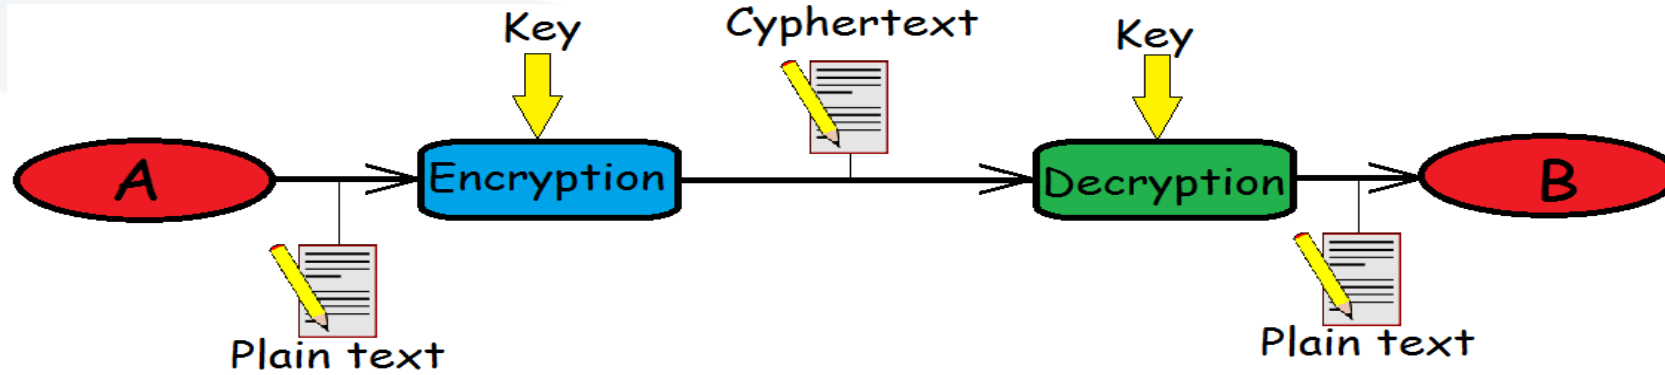 Key
Cyphertext
Key
A
Encryption
Decryption
B
Plain text
Plain text